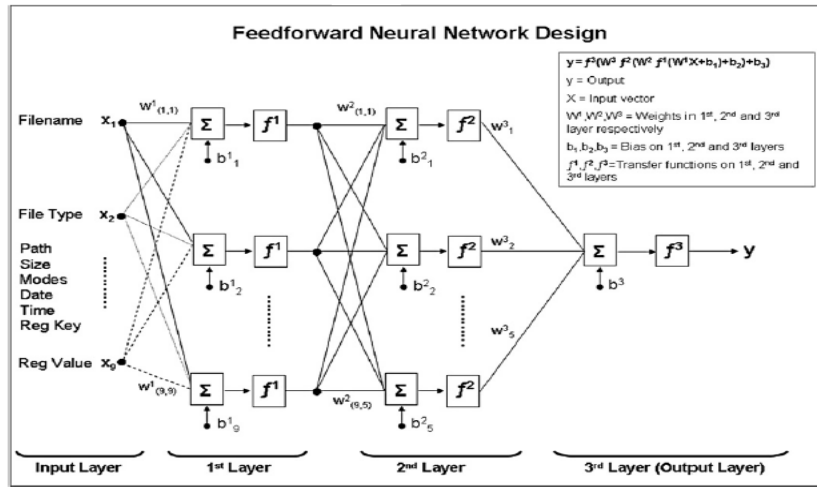 Feedforward Neural Network Design
y = f³(W³ f²(W² f¹(W¹X+b₁)+b₂)+b₃)
y = Output
X = Input vector
W¹,W²,W³ = Weights in 1st, 2nd and 3rd
layer respectively
b₁,b₂,b₃ = Bias on 1st, 2nd and 3rd layers
f¹,f²,f³=Transfer functions on 1st, 2nd and
3rd layers
Filename x₁ w¹(1,1) Σ f¹ w²(1,1) Σ f² w³₁
b¹₁ b²₁
File Type x₂
Path
Size
Modes
Date
Time
Reg Key
Σ f¹ Σ f² w³₂ Σ f³ y
b¹₂ b²₂ b³
w³₅
Reg Value x₉ w¹(9,9) Σ f¹ w²(9,5) Σ f²
b¹₉ b²₅
Input Layer 1st Layer 2nd Layer 3rd Layer (Output Layer)